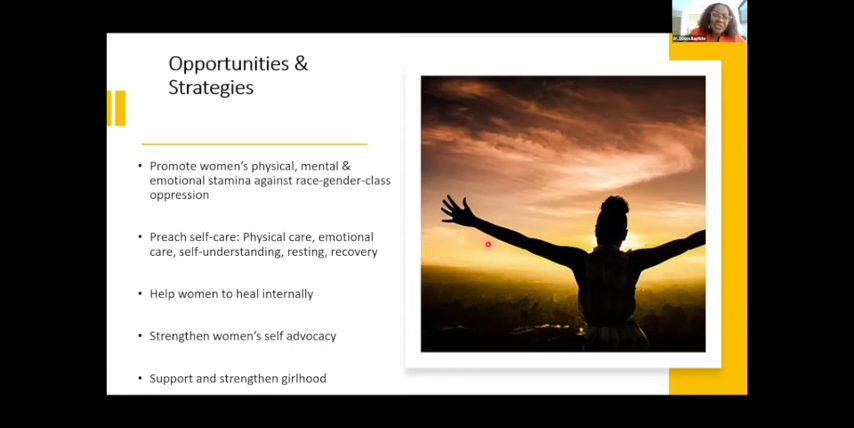 Opportunities &
Strategies
• Promote women's physical, mental &
emotional stamina against race-gender-class
oppression
• Preach self-care: Physical care, emotional
care, self-understanding, resting, recovery
• Help women to heal internally
• Strengthen women's self advocacy
• Support and strengthen girlhood